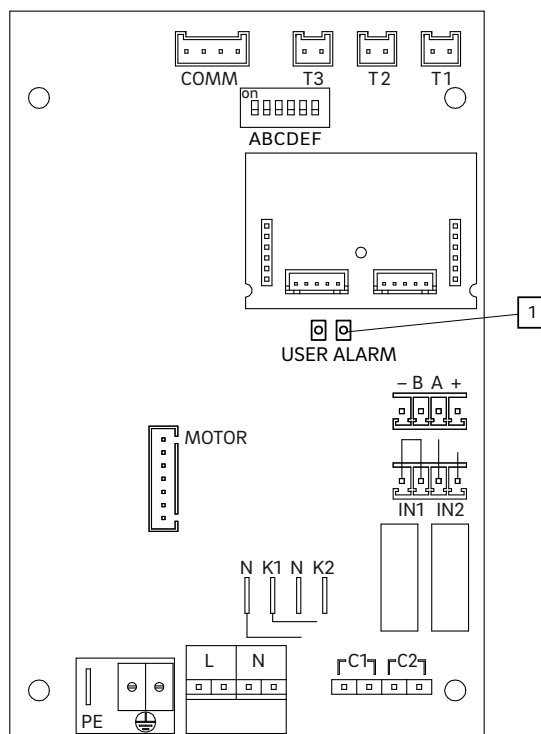 COMM T3 T2 T1
on
ABCDEF
1
USER ALARM
– B A +
MOTOR
IN1 IN2
N K1 N K2
L N
C1 C2
PE